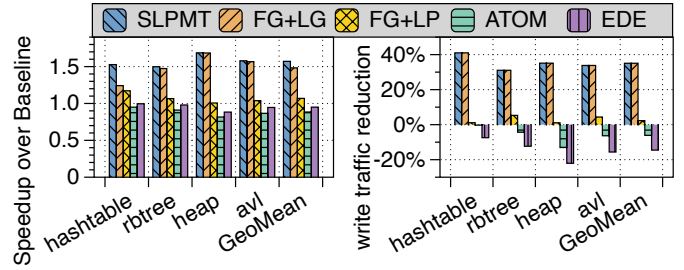 SLPMT FG+LG FG+LP ATOM EDE
Speedup over Baseline
1.5
1.0
0.5
0
hashtable
rbtree
heap
avl
GeoMean
write traffic reduction
40%
20%
0%
-20%
hashtable
rbtree
heap
avl
GeoMean